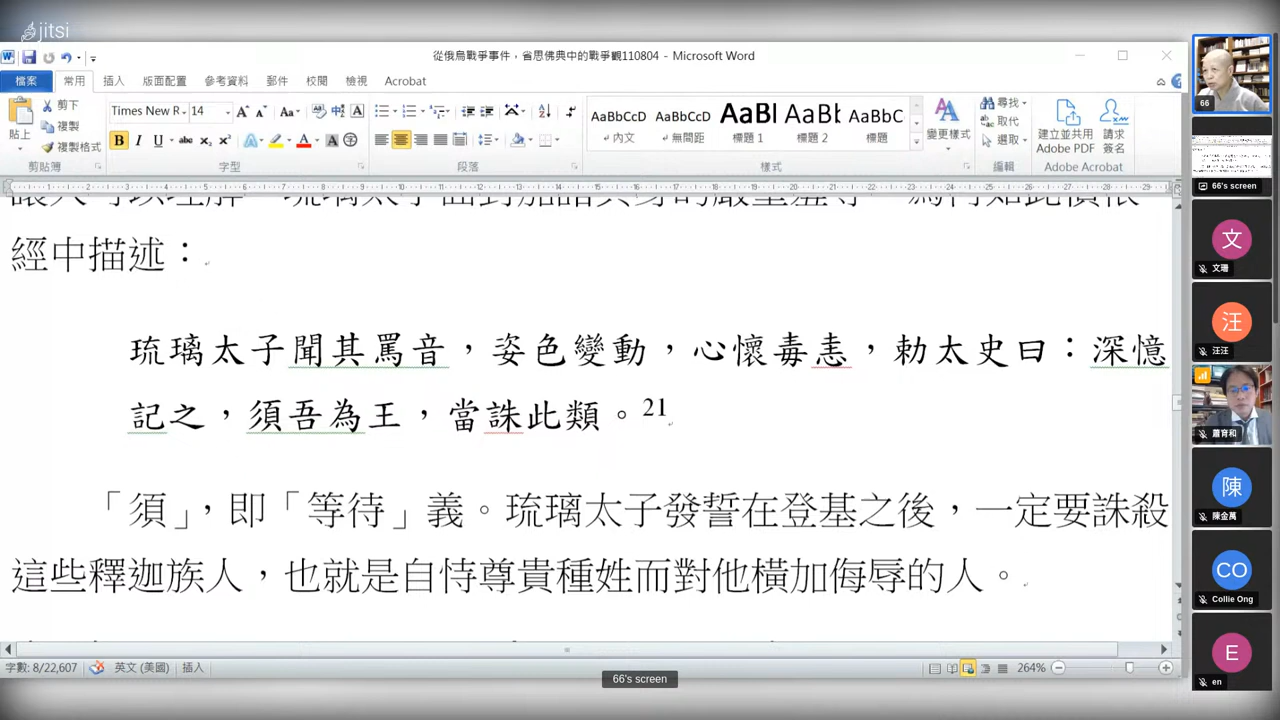 jitsi
從俄烏戰爭事件，省思佛典中的戰爭觀110804 - Microsoft Word
檔案 常用 插入 版面配置 參考資料 郵件 校閱 檢視 Acrobat
剪下
複製
複製格式
貼上
剪貼簿
Times New R 14
字型
段落
AaBbCcD AaBbCcD AaBl AaBb AaBbC
內文 無間距 標題 1 標題 2 標題
變更樣式
樣式
尋找
取代
選取
編輯
建立並共用 Adobe PDF
請求簽名
Adobe Acrobat
經中描述：
琉璃太子聞其罵音，姿色變動，心懷毒恚，勅太史曰：深憶
記之，須吾為王，當誅此類。21
「須」，即「等待」義。琉璃太子發誓在登基之後，一定要誅殺
這些釋迦族人，也就是自恃尊貴種姓而對他橫加侮辱的人。
字數: 8/22,607 英文 (美國) 插入 264%
66's screen
66
66's screen
文
文珊
汪
汪汪
蕭育和
陳
陳金萬
CO
Collie Ong
E
en